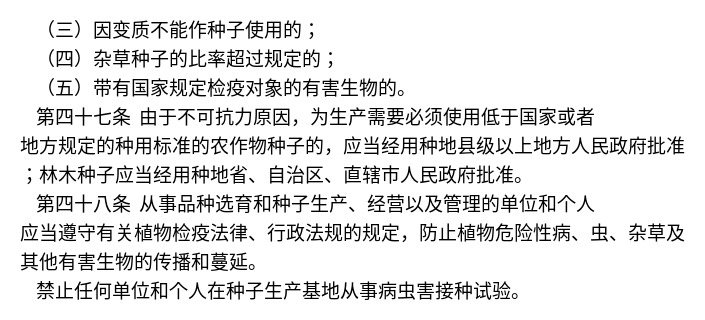 （三）因变质不能作种子使用的；
（四）杂草种子的比率超过规定的；
（五）带有国家规定检疫对象的有害生物的。
第四十七条 由于不可抗力原因，为生产需要必须使用低于国家或者
地方规定的种用标准的农作物种子的，应当经用种地县级以上地方人民政府批准
；林木种子应当经用种地省、自治区、直辖市人民政府批准。
第四十八条 从事品种选育和种子生产、经营以及管理的单位和个人
应当遵守有关植物检疫法律、行政法规的规定，防止植物危险性病、虫、杂草及
其他有害生物的传播和蔓延。
禁止任何单位和个人在种子生产基地从事病虫害接种试验。